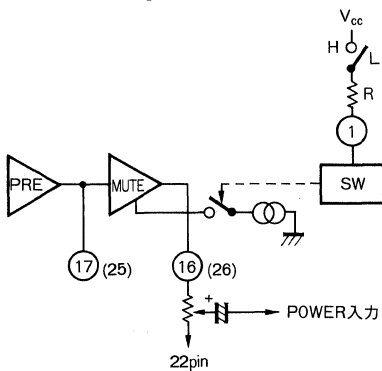 Vcc
H
L
R
1
PRE
MUTE
SW
17 (25)
16 (26)
+
POWER入力
22pin